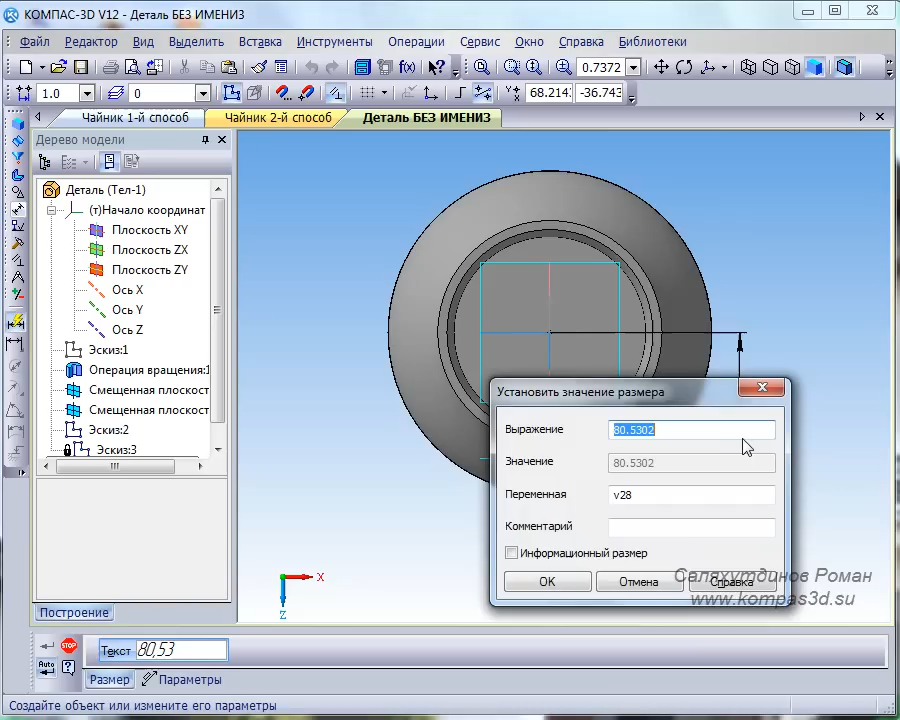 КОМПАС-3D V12 - Деталь БЕЗ ИМЕНИ3
Файл Редактор Вид Выделить Вставка Инструменты Операции Сервис Окно Справка Библиотеки
f(x) 0.7372
1.0 0 68.214 -36.743
Чайник 1-й способ Чайник 2-й способ Деталь БЕЗ ИМЕНИ3
Дерево модели
Деталь (Тел-1)
(т)Начало координат
Плоскость XY
Плоскость ZX
Плоскость ZY
Ось X
Ось Y
Ось Z
Эскиз:1
Операция вращения:1
Смещенная плоскост
Смещенная плоскост
Эскиз:2
Эскиз:3
Построение
X
Z
Установить значение размера
Выражение 80.5302
Значение 80.5302
Переменная v28
Комментарий
Информационный размер
OK Отмена Справка
Саляхутдинов Роман
www.kompas3d.su
STOP Текст 80,53
Auto
Размер Параметры
Создайте объект или измените его параметры